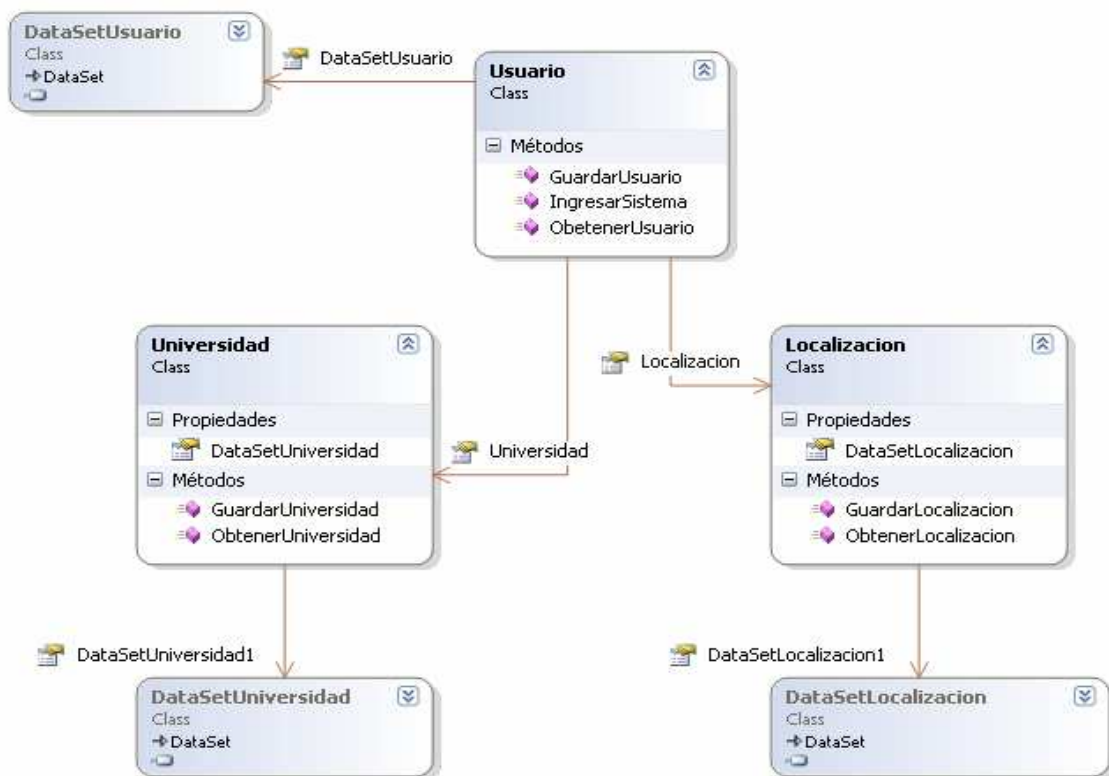 DataSetUsuario
Class
DataSet
DataSetUsuario
Usuario
Class
Métodos
GuardarUsuario
IngresarSistema
ObetenerUsuario
Universidad
Class
Propiedades
DataSetUniversidad
Métodos
GuardarUniversidad
ObtenerUniversidad
Universidad
Localizacion
Localizacion
Class
Propiedades
DataSetLocalizacion
Métodos
GuardarLocalizacion
ObtenerLocalizacion
DataSetUniversidad1
DataSetUniversidad
Class
DataSet
DataSetLocalizacion1
DataSetLocalizacion
Class
DataSet